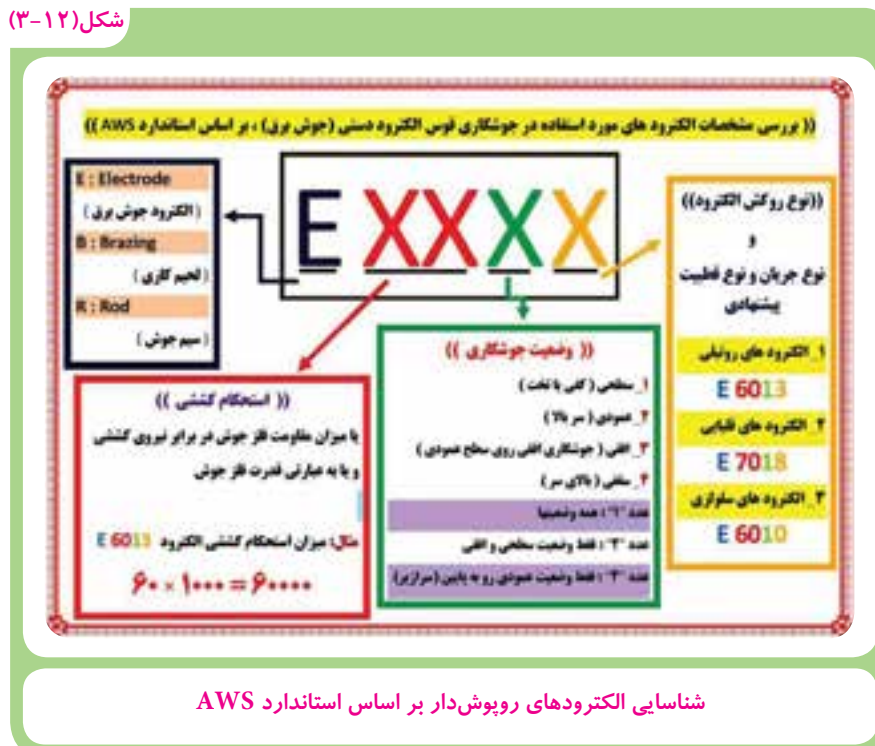 شکل(۱۲-۳)
(( بررسی مشخصات الکترود های مورد استفاده در جوشکاری قوس الکترود دستی (جوش برق) ، بر اساس استاندارد AWS ))
E XXXX
E : Electrode
( الکترود جوش برق )
B : Brazing
( لحیم کاری )
R : Rod
( سیم جوش )
((نوع روکش الکترود))
و
نوع جریان و نوع قطبیت
پیشنهادی
۱_ الکترود های روتیلی
E 6013
۲_ الکترود های قلیایی
E 7018
۳_ الکترود های سلولزی
E 6010
(( وضعیت جوشکاری ))
۱_ سطحی ( کفی یا تخت )
۲_ عمودی ( سر بالا )
۳_ افقی ( جوشکاری افقی روی سطح عمودی )
۴_ سقفی ( بالای سر )
عدد "۱" : همه وضعیتها
عدد "۲" : فقط وضعیت سطحی و افقی
عدد "۳" : فقط وضعیت عمودی رو به پایین (سرازیر)
(( استحکام کششی ))
یا میزان مقاومت فلز جوش در برابر نیروی کششی
و یا به عبارتی قدرت فلز جوش
مثال: میزان استحکام کششی الکترود E 6013
۶۰ × ۱۰۰۰ = ۶۰۰۰۰
شناسایی الکترودهای روپوش‌دار بر اساس استاندارد AWS